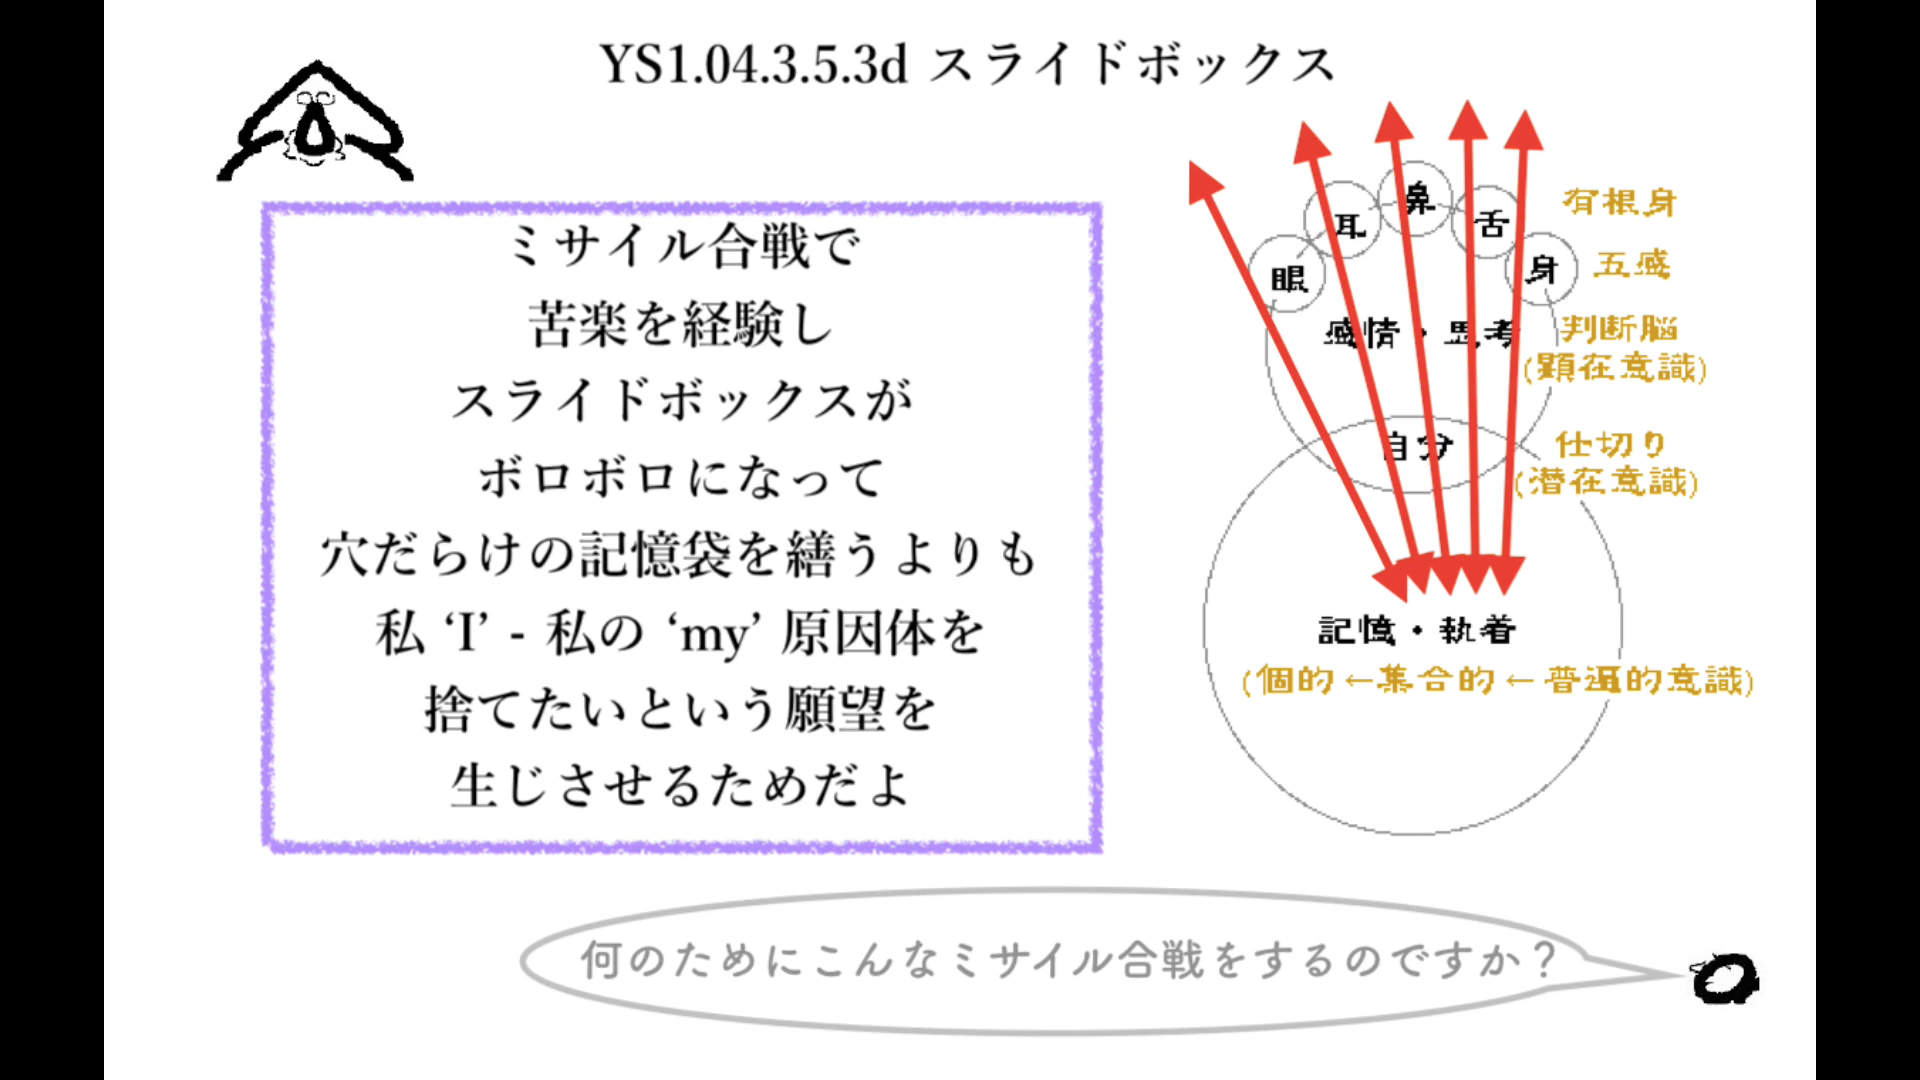 YS1.04.3.5.3d スライドボックス
ミサイル合戦で
苦楽を経験し
スライドボックスが
ボロボロになって
穴だらけの記憶袋を繕うよりも
私 ‘I’ - 私の ‘my’ 原因体を
捨てたいという願望を
生じさせるためだよ
鼻
耳
舌
眼
身
有根身
五感
感情・思考
判断脳
(顕在意識)
自分
仕切り
(潜在意識)
記憶・執着
(個的←集合的←普遍的意識)
何のためにこんなミサイル合戦をするのですか？